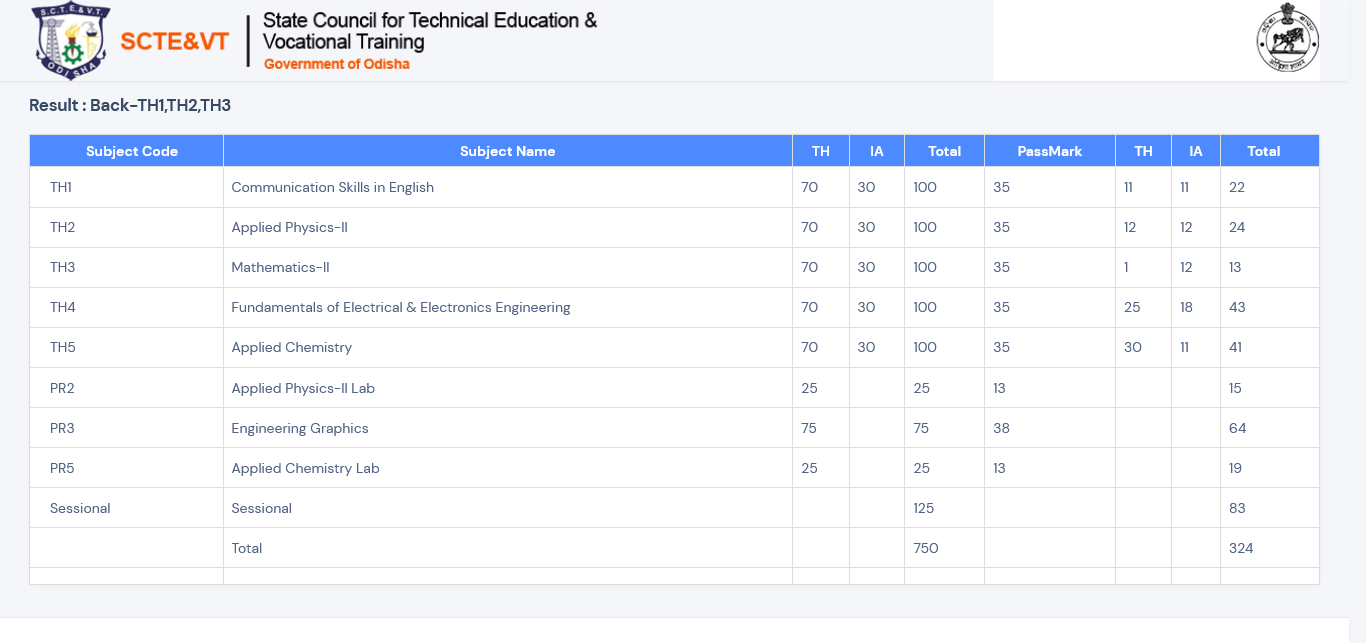 S.C.T.E.&V.T.
ODISHA
SCTE&VT
State Council for Technical Education &
Vocational Training
Government of Odisha
Result : Back-TH1,TH2,TH3
Subject Code Subject Name TH IA Total PassMark TH IA Total
TH1 Communication Skills in English 70 30 100 35 11 11 22
TH2 Applied Physics-II 70 30 100 35 12 12 24
TH3 Mathematics-II 70 30 100 35 1 12 13
TH4 Fundamentals of Electrical & Electronics Engineering 70 30 100 35 25 18 43
TH5 Applied Chemistry 70 30 100 35 30 11 41
PR2 Applied Physics-II Lab 25 25 13 15
PR3 Engineering Graphics 75 75 38 64
PR5 Applied Chemistry Lab 25 25 13 19
Sessional Sessional 125 83
Total 750 324